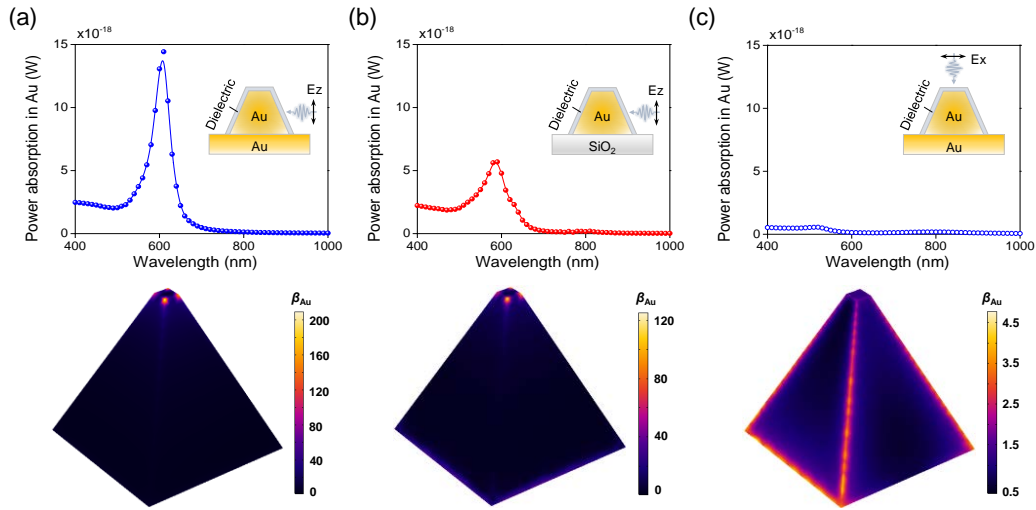 (a)
x10⁻¹⁸
15
10
5
0
400
600
800
1000
Power absorption in Au (W)
Wavelength (nm)
Dielectric
Au
Ez
Au
(b)
x10⁻¹⁸
15
10
5
0
400
600
800
1000
Power absorption in Au (W)
Wavelength (nm)
Dielectric
Au
Ez
SiO₂
(c)
x10⁻¹⁸
15
10
5
0
400
600
800
1000
Power absorption in Au (W)
Wavelength (nm)
Ex
Dielectric
Au
Au
βAu
200
160
120
80
40
0
βAu
120
80
40
0
βAu
4.5
3.5
2.5
1.5
0.5